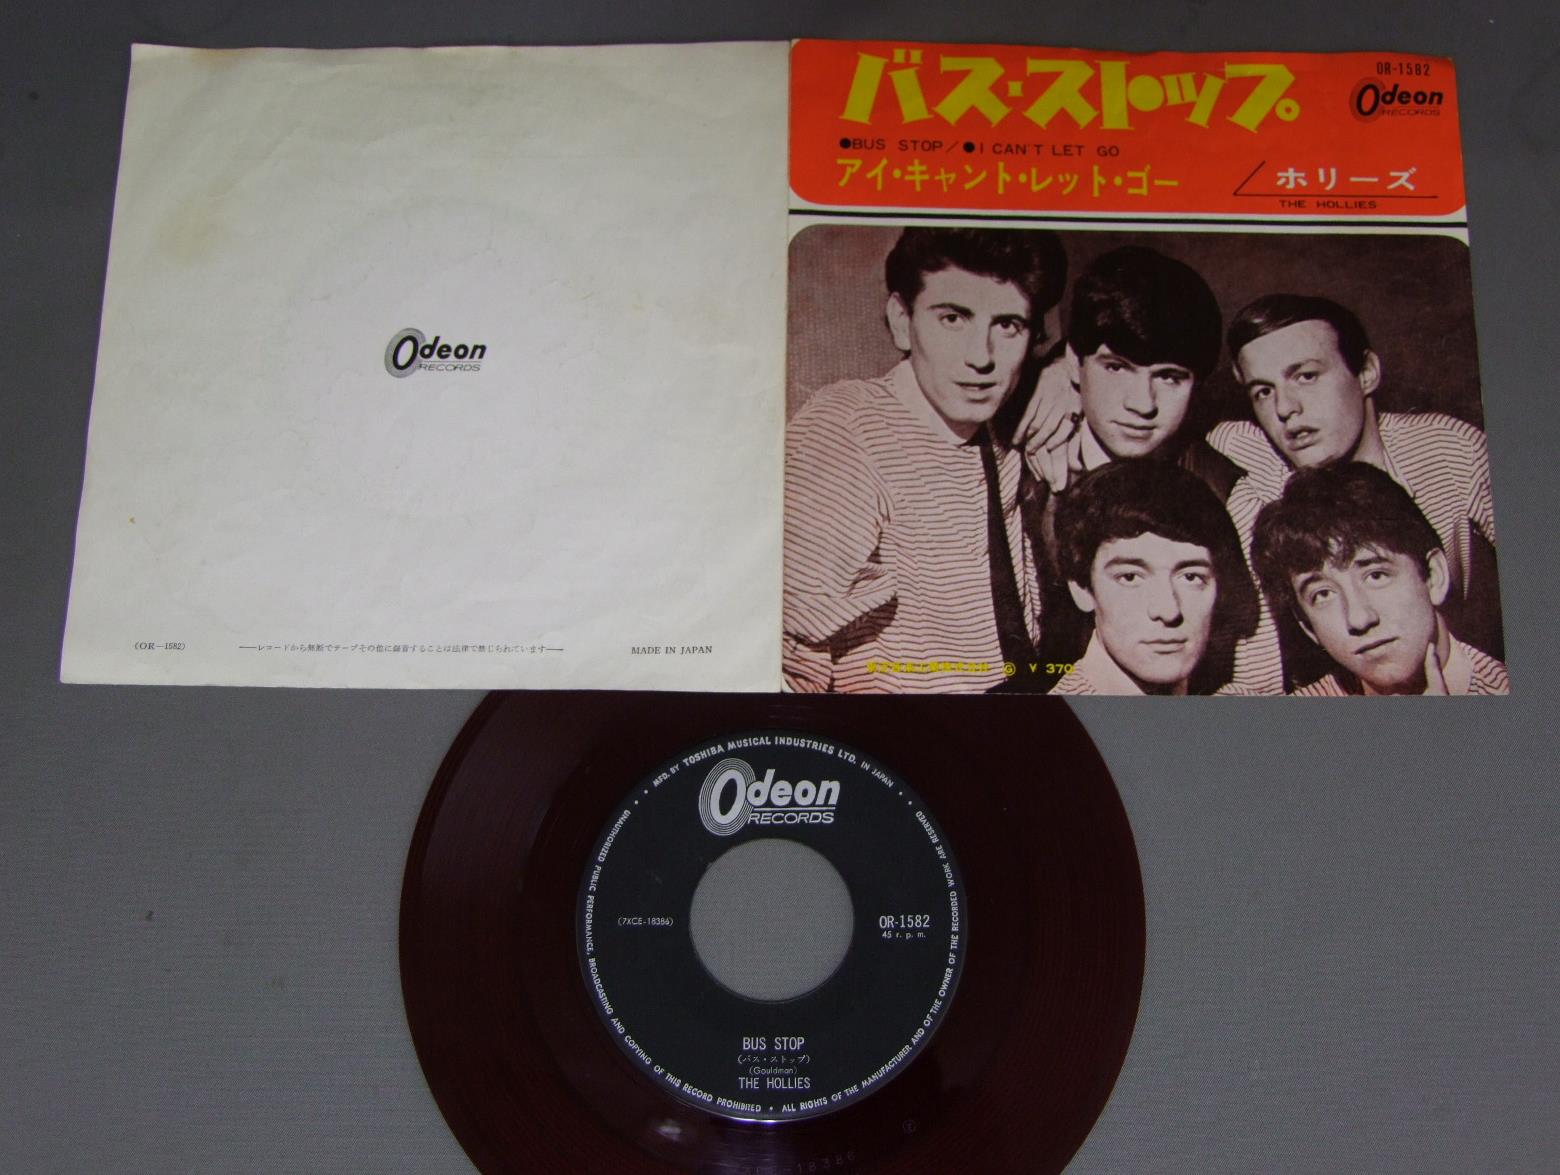 Odeon
RECORDS
(OR-1582)
レコードから無断でテープその他に録音することは法律で禁じられています
MADE IN JAPAN
バス・ストップ
OR-1582
Odeon
RECORDS
●BUS STOP/●I CAN'T LET GO
アイ・キャント・レット・ゴー
ホリーズ
THE HOLLIES
Ⓖ ¥ 370
MFD. BY TOSHIBA MUSICAL INDUSTRIES LTD. IN JAPAN
Odeon
RECORDS
(7XCE-18386)
OR-1582
45 r. p. m.
BUS STOP
(バス・ストップ)
(Gouldman)
THE HOLLIES
UNAUTHORIZED PUBLIC PERFORMANCE, BROADCASTING AND COPYING OF THIS RECORD PROHIBITED • ALL RIGHTS OF THE MANUFACTURER AND OF THE OWNER OF THE RECORDED WORK ARE RESERVED